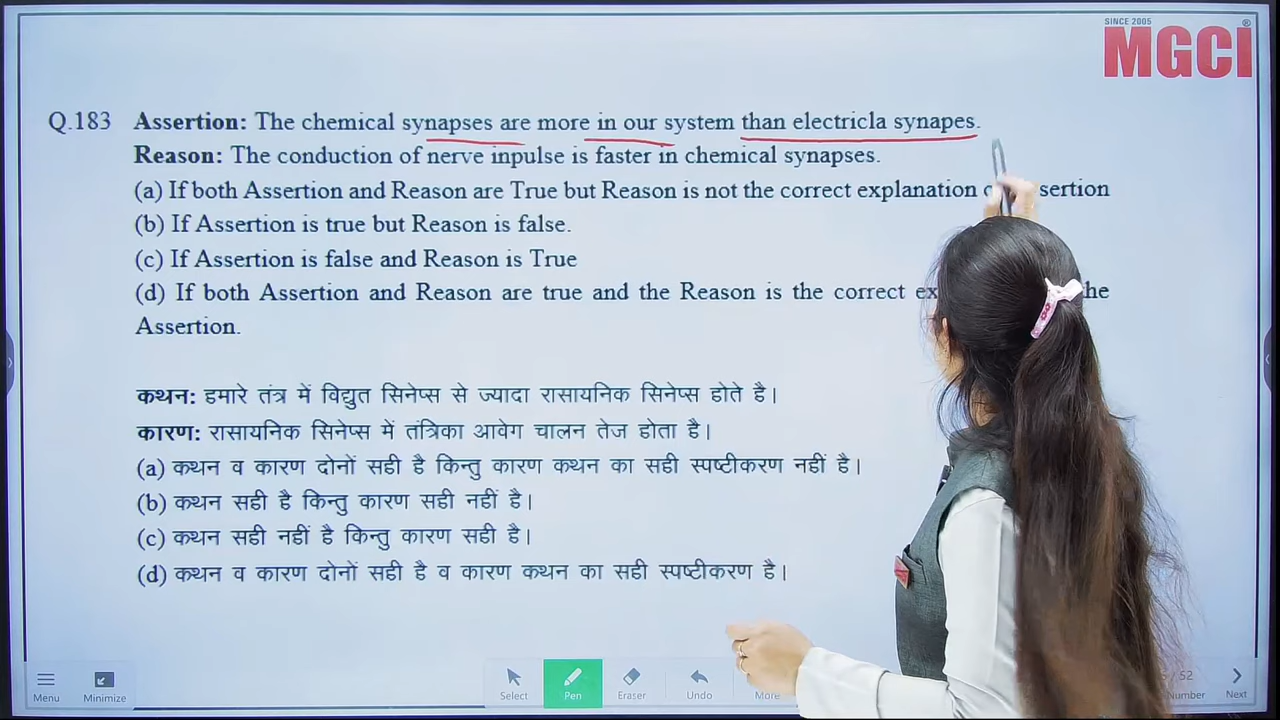 SINCE 2005
MGCI®
Q.183 Assertion: The chemical synapses are more in our system than electricla synapes.
Reason: The conduction of nerve inpulse is faster in chemical synapses.
(a) If both Assertion and Reason are True but Reason is not the correct explanation sertion
(b) If Assertion is true but Reason is false.
(c) If Assertion is false and Reason is True
(d) If both Assertion and Reason are true and the Reason is the correct he
Assertion.
कथन: हमारे तंत्र में विद्युत सिनेप्स से ज्यादा रासायनिक सिनेप्स होते है।
कारण: रासायनिक सिनेप्स में तंत्रिका आवेग चालन तेज होता है।
(a) कथन व कारण दोनों सही है किन्तु कारण कथन का सही स्पष्टीकरण नहीं है।
(b) कथन सही है किन्तु कारण सही नहीं है।
(c) कथन सही नहीं है किन्तु कारण सही है।
(d) कथन व कारण दोनों सही है व कारण कथन का सही स्पष्टीकरण है।
Menu Minimize Select Pen Eraser Undo More / 52 Number Next